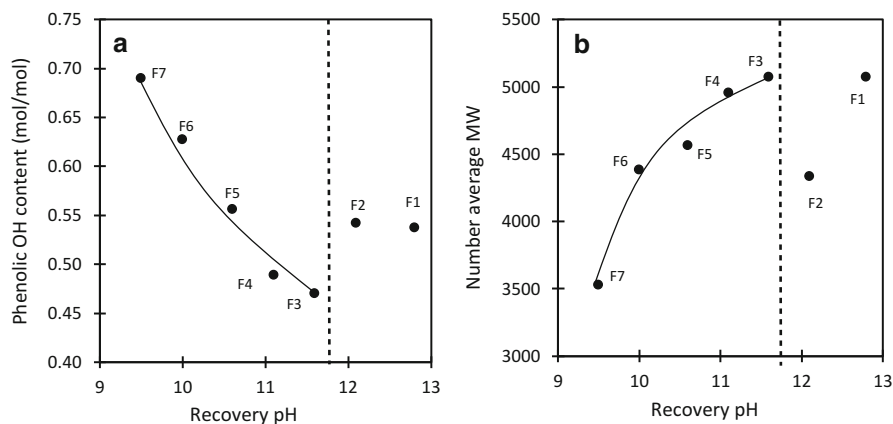 a
0.75
0.70
0.65
0.60
0.55
0.50
0.45
0.40
Phenolic OH content (mol/mol)
F7
F6
F5
F4
F3
F2
F1
9
10
11
12
13
Recovery pH
b
5500
5000
4500
4000
3500
3000
Number average MW
F3
F4
F5
F6
F7
F1
F2
9
10
11
12
13
Recovery pH